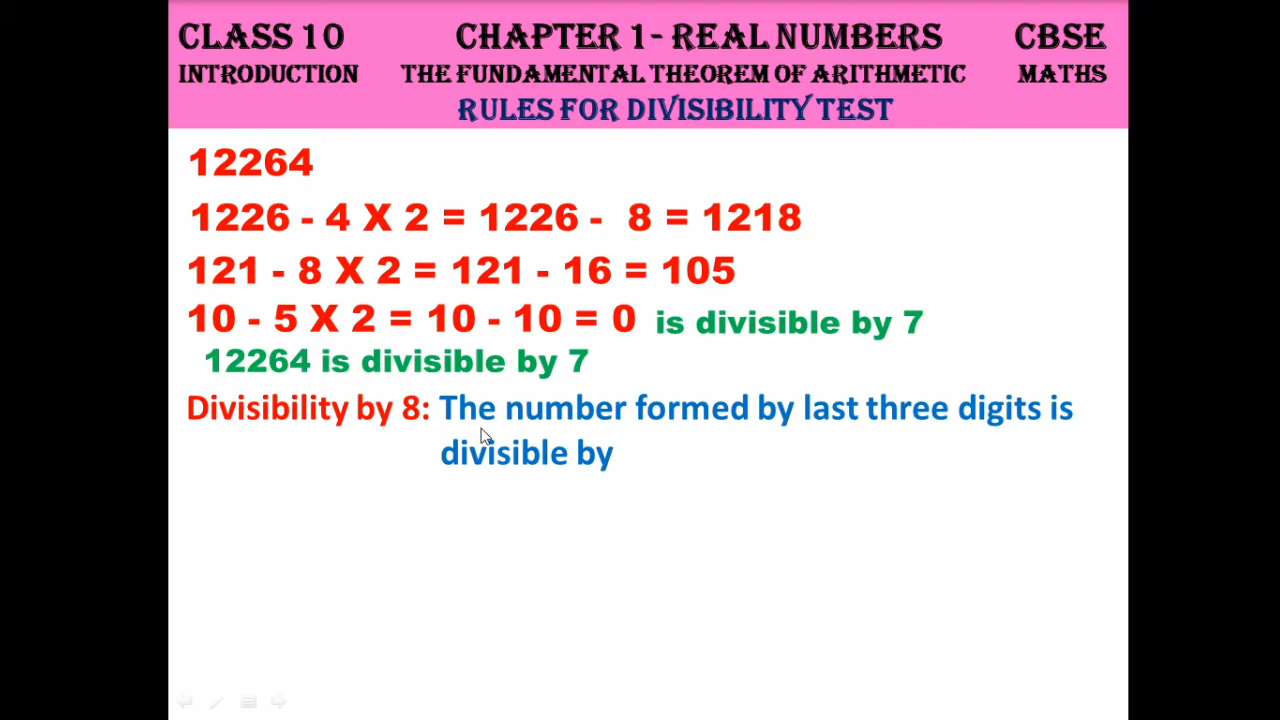 CLASS 10 CHAPTER 1- REAL NUMBERS CBSE
INTRODUCTION THE FUNDAMENTAL THEOREM OF ARITHMETIC MATHS
RULES FOR DIVISIBILITY TEST
12264
1226 - 4 X 2 = 1226 - 8 = 1218
121 - 8 X 2 = 121 - 16 = 105
10 - 5 X 2 = 10 - 10 = 0 is divisible by 7
12264 is divisible by 7
Divisibility by 8: The number formed by last three digits is
divisible by